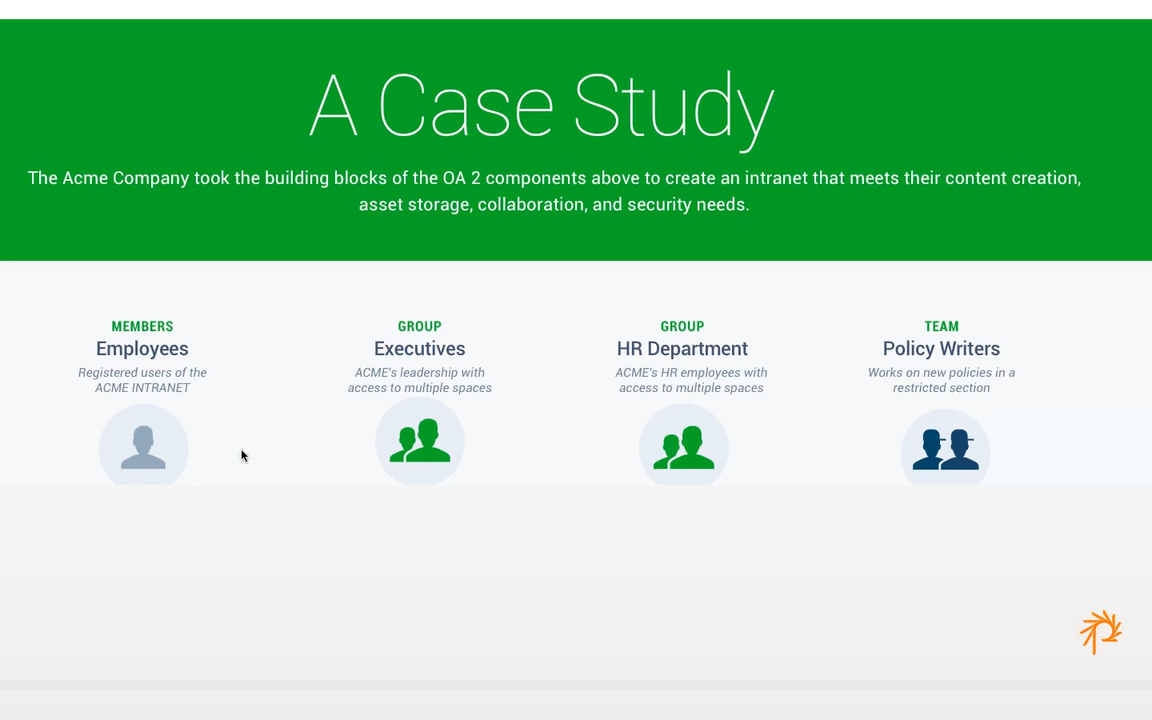 A Case Study
The Acme Company took the building blocks of the OA 2 components above to create an intranet that meets their content creation,
asset storage, collaboration, and security needs.
MEMBERS
Employees
Registered users of the
ACME INTRANET
GROUP
Executives
ACME's leadership with
access to multiple spaces
GROUP
HR Department
ACME's HR employees with
access to multiple spaces
TEAM
Policy Writers
Works on new policies in a
restricted section